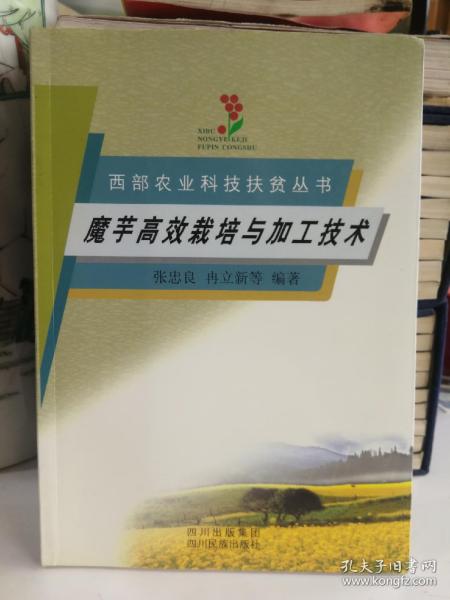 XIBU
NONGYE KEJI
FUPIN CONGSHU
西部农业科技扶贫丛书
魔芋高效栽培与加工技术
张忠良 冉立新等 编著
四川出版集团
四川民族出版社
孔夫子旧书网
www.kongfz.com